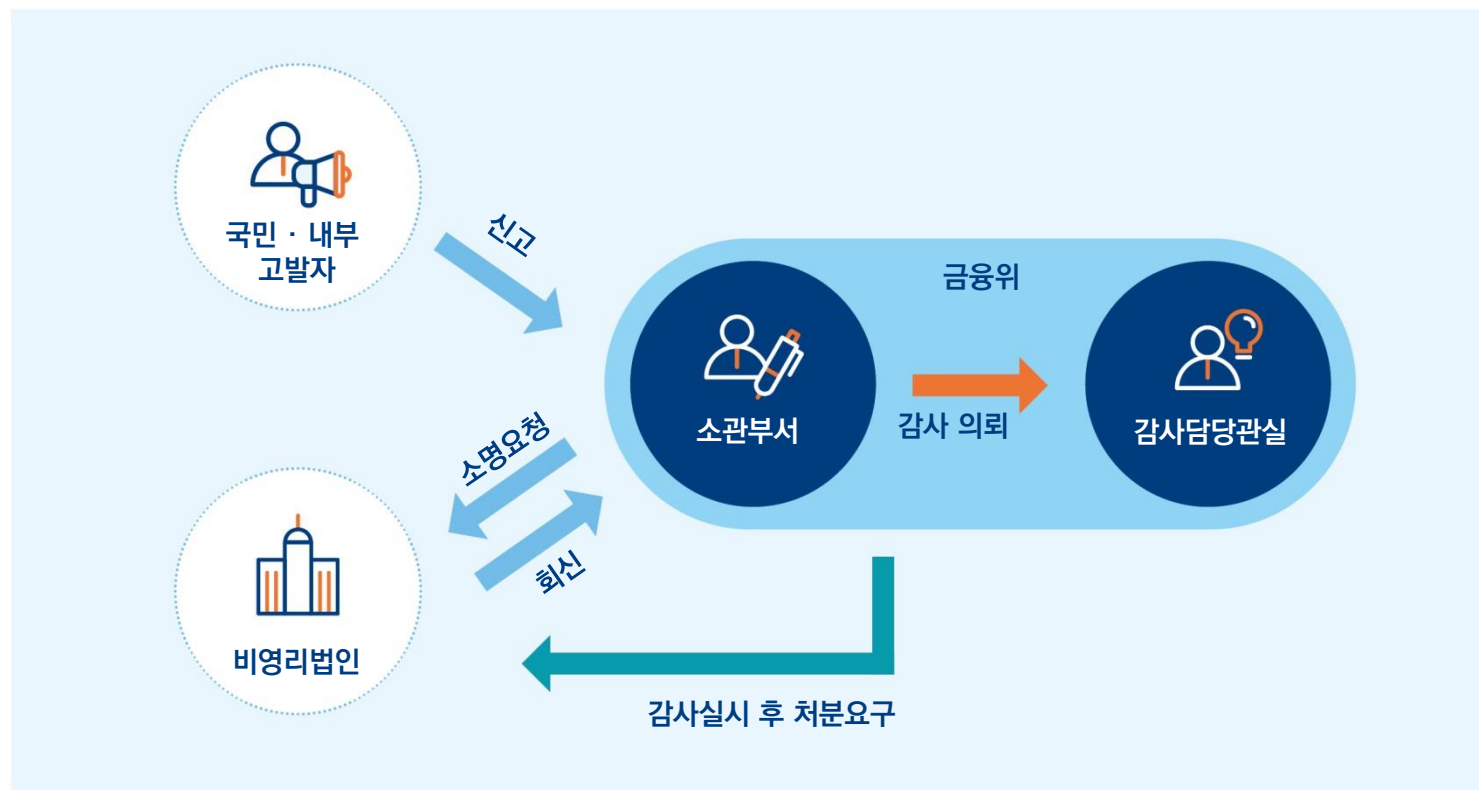 국민 · 내부
고발자
신고
금융위
소관부서
감사 의뢰
감사담당관실
소명요청
회신
비영리법인
감사실시 후 처분요구